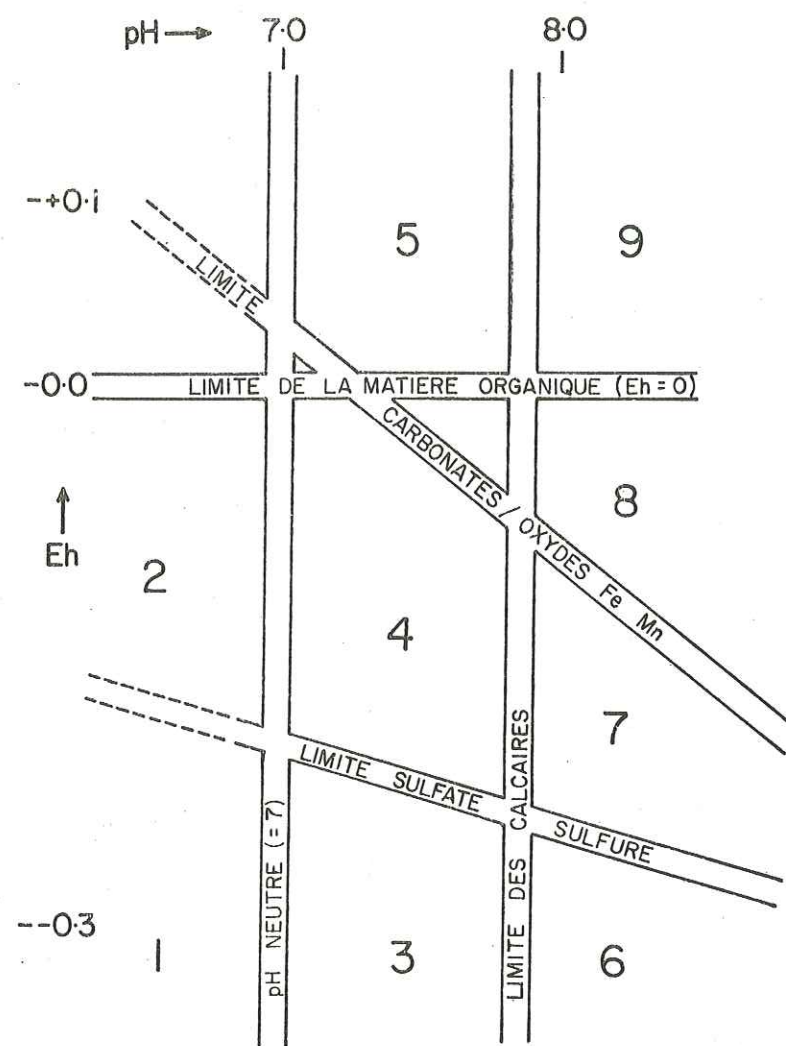 pH → 7·0 8·0
-+0·1
5
9
LIMITE
-0·0
LIMITE DE LA MATIERE ORGANIQUE (Eh = 0)
CARBONATES / OXYDES Fe Mn
8
Eh
2
4
7
LIMITE SULFATE SULFURE
LIMITE DES CALCAIRES
pH NEUTRE (= 7)
--0·3
1
3
6